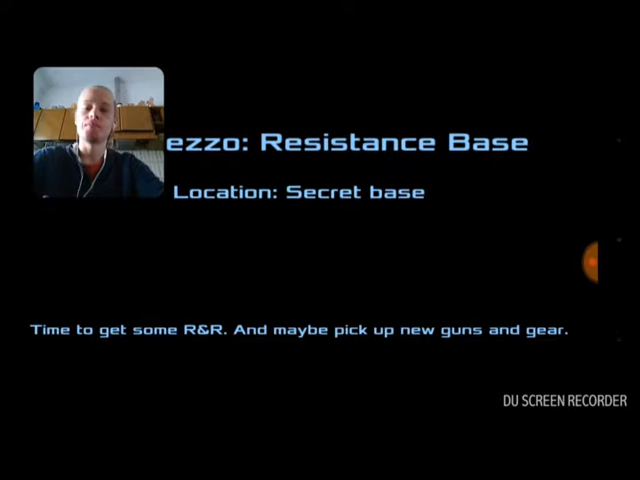 ezzo: Resistance Base
Location: Secret base
Time to get some R&R. And maybe pick up new guns and gear.
DU SCREEN RECORDER